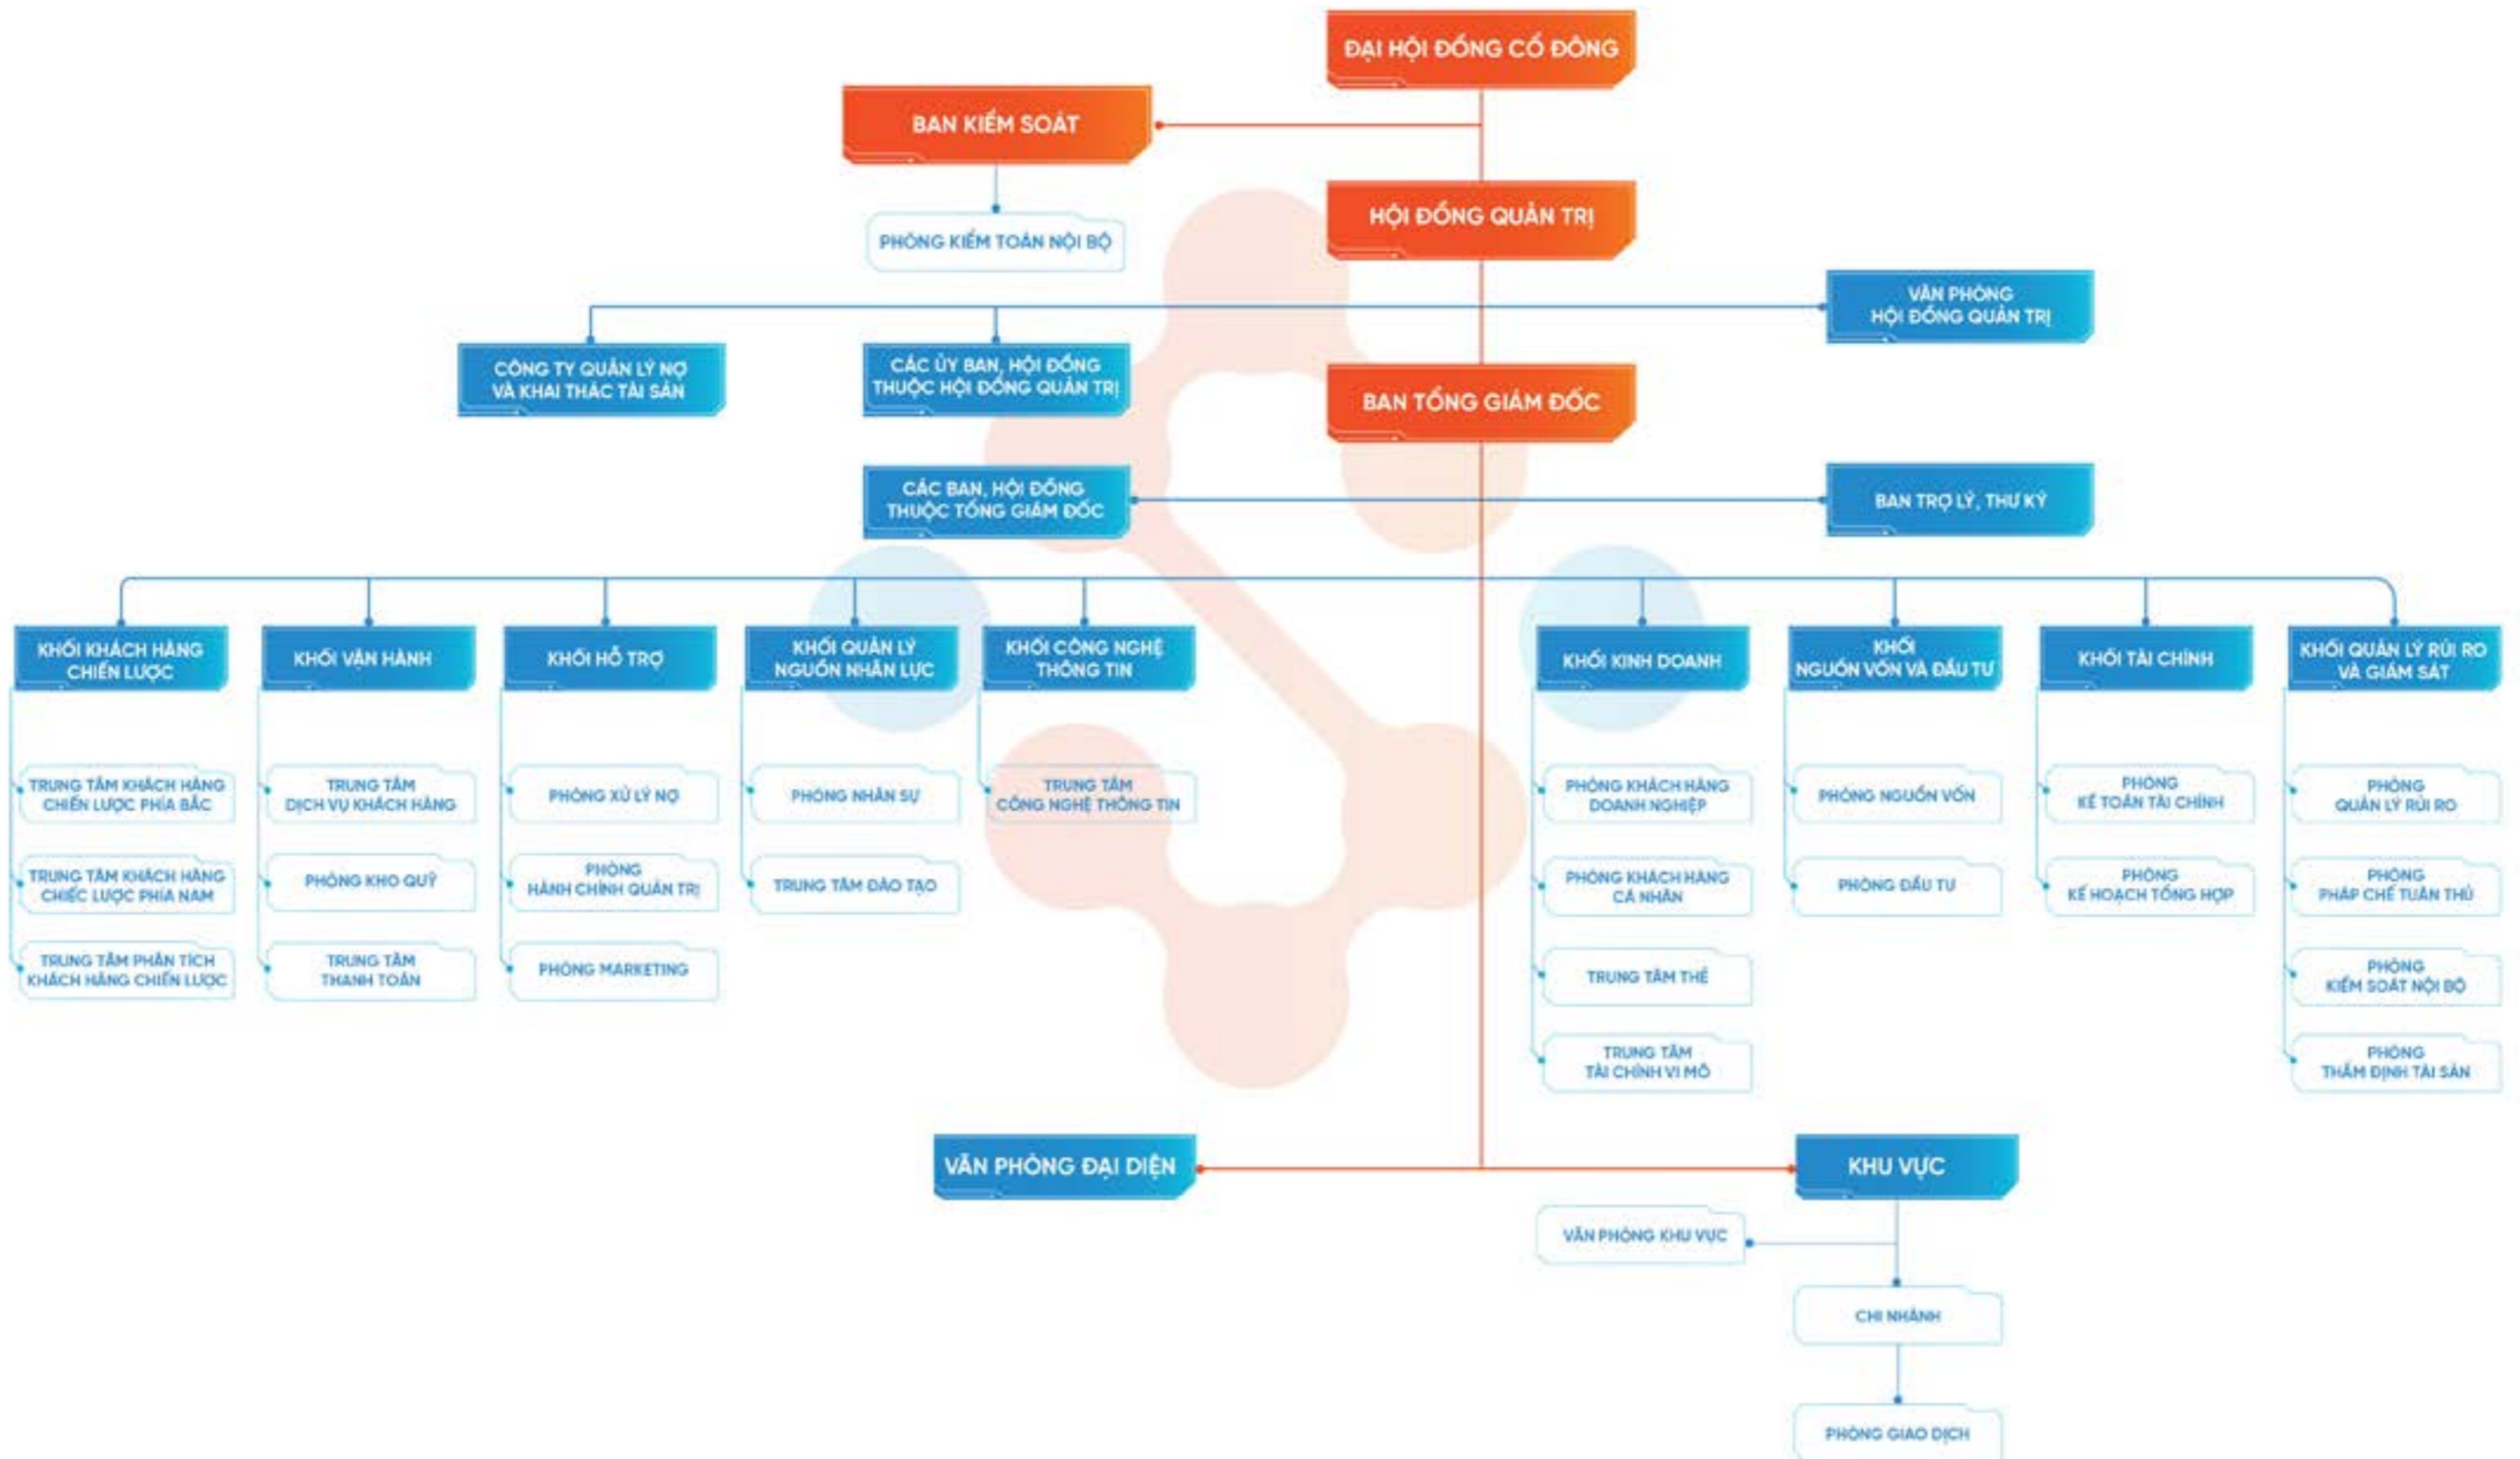 ĐẠI HỘI ĐỒNG CỔ ĐÔNG
BAN KIỂM SOÁT
HỘI ĐỒNG QUẢN TRỊ
PHÒNG KIỂM TOÁN NỘI BỘ
VĂN PHÒNG
HỘI ĐỒNG QUẢN TRỊ
CÔNG TY QUẢN LÝ NỢ
VÀ KHAI THÁC TÀI SẢN
CÁC ỦY BAN, HỘI ĐỒNG
THUỘC HỘI ĐỒNG QUẢN TRỊ
BAN TỔNG GIÁM ĐỐC
CÁC BAN, HỘI ĐỒNG
THUỘC TỔNG GIÁM ĐỐC
BAN TRỢ LÝ, THƯ KÝ
KHỐI KHÁCH HÀNG
CHIẾN LƯỢC
KHỐI VẬN HÀNH
KHỐI HỖ TRỢ
KHỐI QUẢN LÝ
NGUỒN NHÂN LỰC
KHỐI CÔNG NGHỆ
THÔNG TIN
KHỐI KINH DOANH
KHỐI
NGUỒN VỐN VÀ ĐẦU TƯ
KHỐI TÀI CHÍNH
KHỐI QUẢN LÝ RỦI RO
VÀ GIÁM SÁT
TRUNG TÂM KHÁCH HÀNG
CHIẾN LƯỢC PHÍA BẮC
TRUNG TÂM
DỊCH VỤ KHÁCH HÀNG
PHÒNG XỬ LÝ NỢ
PHÒNG NHÂN SỰ
TRUNG TÂM
CÔNG NGHỆ THÔNG TIN
PHÒNG KHÁCH HÀNG
DOANH NGHIỆP
PHÒNG NGUỒN VỐN
PHÒNG
KẾ TOÁN TÀI CHÍNH
PHÒNG
QUẢN LÝ RỦI RO
TRUNG TÂM KHÁCH HÀNG
CHIẾC LƯỢC PHÍA NAM
PHÒNG KHO QUỸ
PHÒNG
HÀNH CHÍNH QUẢN TRỊ
TRUNG TÂM ĐÀO TẠO
PHÒNG KHÁCH HÀNG
CÁ NHÂN
PHÒNG ĐẦU TƯ
PHÒNG
KẾ HOẠCH TỔNG HỢP
PHÒNG
PHÁP CHẾ TUÂN THỦ
TRUNG TÂM PHÂN TÍCH
KHÁCH HÀNG CHIẾN LƯỢC
TRUNG TÂM
THANH TOÁN
PHÒNG MARKETING
TRUNG TÂM THẺ
PHÒNG
KIỂM SOÁT NỘI BỘ
TRUNG TÂM
TÀI CHÍNH VI MÔ
PHÒNG
THẨM ĐỊNH TÀI SẢN
VĂN PHÒNG ĐẠI DIỆN
KHU VỰC
VĂN PHÒNG KHU VỰC
CHI NHÁNH
PHÒNG GIAO DỊCH